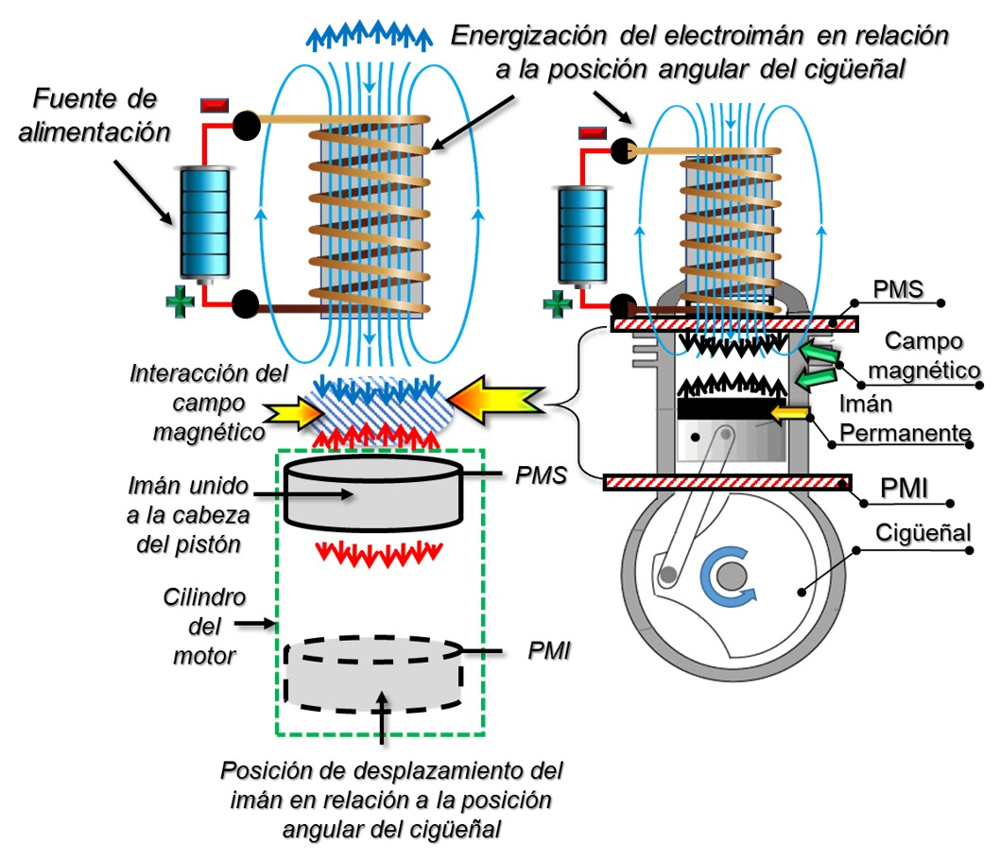 Energización del electroimán en relación
a la posición angular del cigüeñal
Fuente de
alimentación
PMS
Campo
magnético
Imán
Permanente
PMI
Cigüeñal
Interacción del
campo
magnético
Imán unido
a la cabeza
del pistón
PMS
Cilindro
del
motor
PMI
Posición de desplazamiento del
imán en relación a la posición
angular del cigüeñal